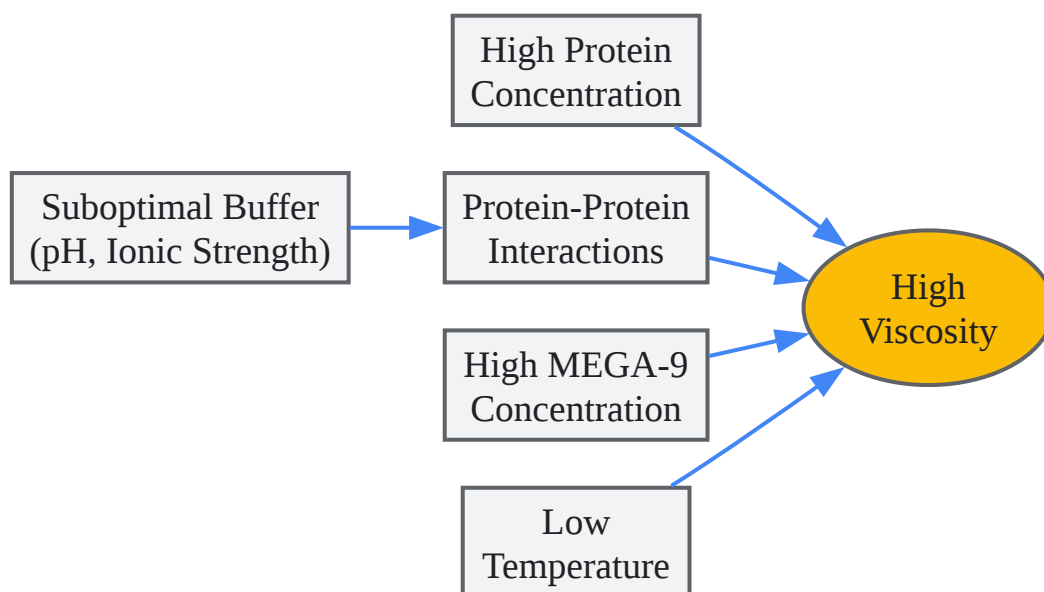 High Protein
Concentration
Suboptimal Buffer
(pH, Ionic Strength)
Protein-Protein
Interactions
High
Viscosity
High MEGA-9
Concentration
Low
Temperature